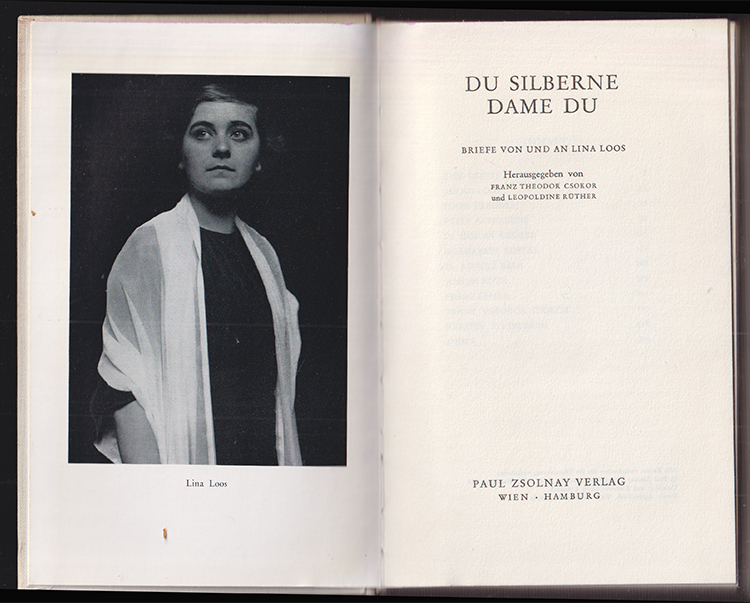 Lina Loos
DU SILBERNE
DAME DU
BRIEFE VON UND AN LINA LOOS
Herausgegeben von
FRANZ THEODOR CSOKOR
und LEOPOLDINE RÜTHER
PAUL ZSOLNAY VERLAG
WIEN · HAMBURG